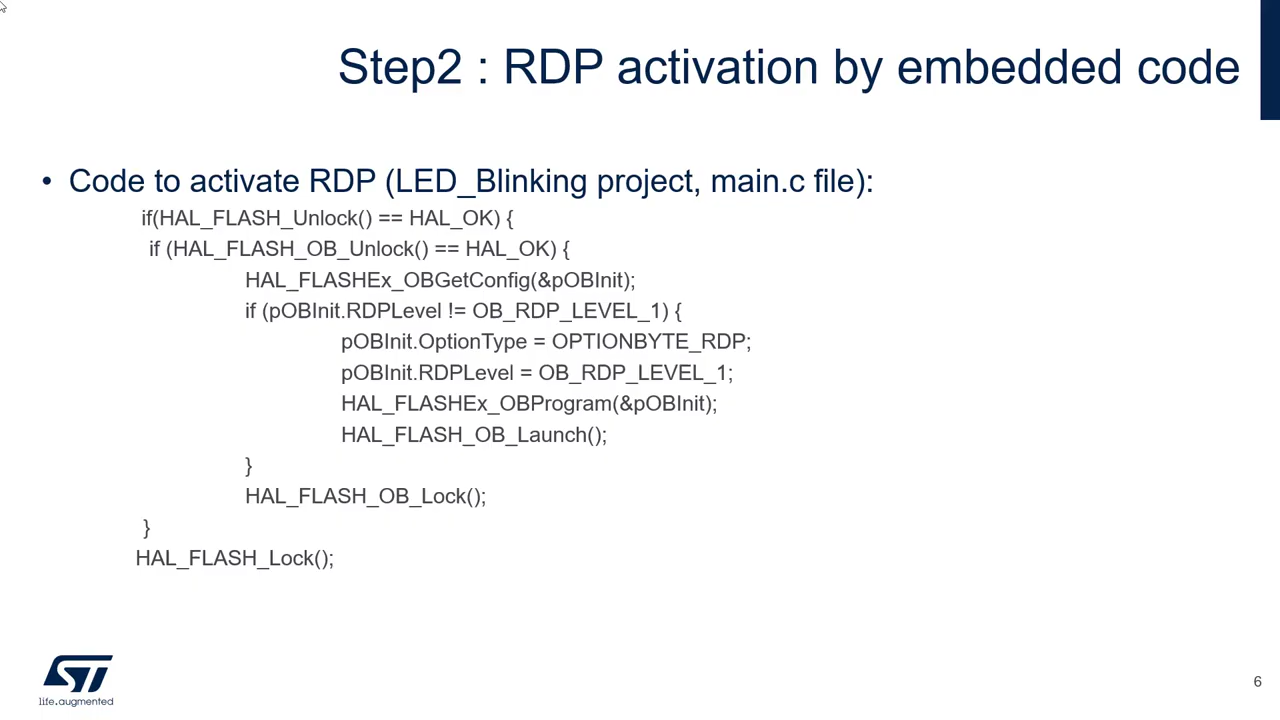 Step2 : RDP activation by embedded code
• Code to activate RDP (LED_Blinking project, main.c file):
if(HAL_FLASH_Unlock() == HAL_OK) {
if (HAL_FLASH_OB_Unlock() == HAL_OK) {
HAL_FLASHEx_OBGetConfig(&pOBInit);
if (pOBInit.RDPLevel != OB_RDP_LEVEL_1) {
pOBInit.OptionType = OPTIONBYTE_RDP;
pOBInit.RDPLevel = OB_RDP_LEVEL_1;
HAL_FLASHEx_OBProgram(&pOBInit);
HAL_FLASH_OB_Launch();
}
HAL_FLASH_OB_Lock();
}
HAL_FLASH_Lock();
ST
life.augmented
6